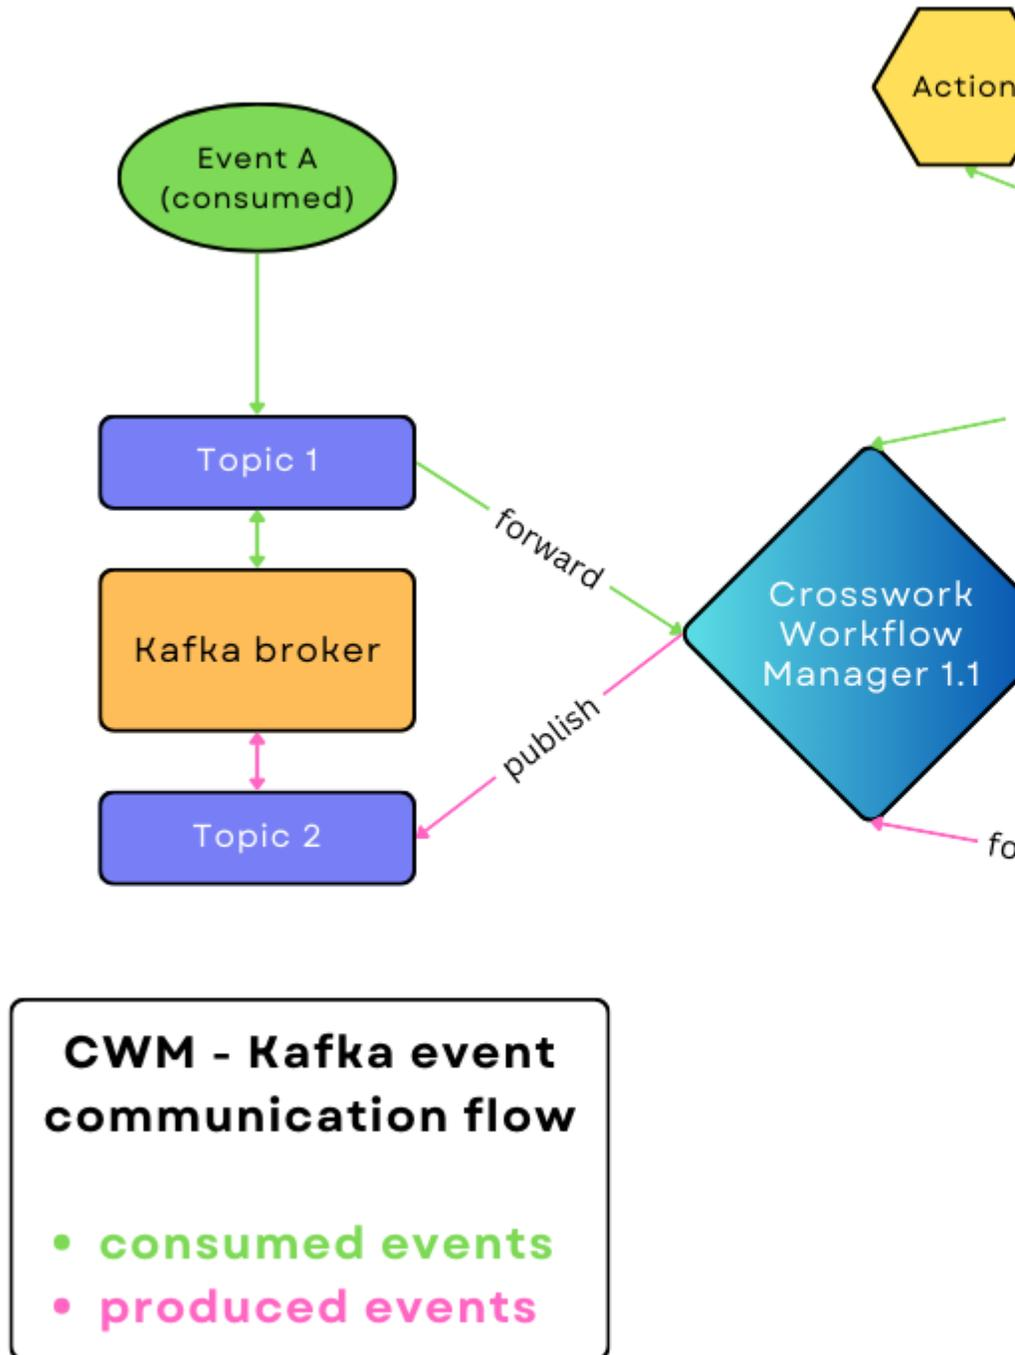 Action
Event A
(consumed)
Topic 1
forward
Kafka broker
Crosswork
Workflow
Manager 1.1
publish
Topic 2
CWM - Kafka event
communication flow
• consumed events
• produced events